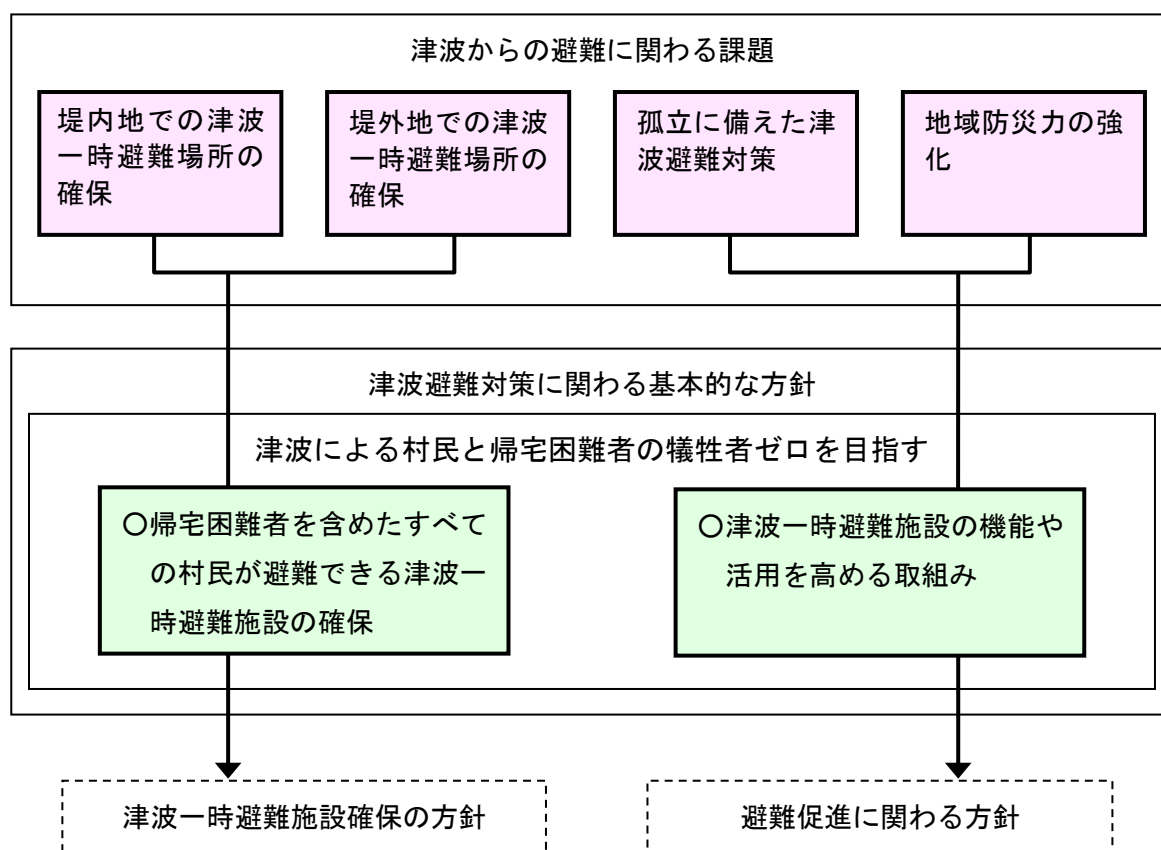 津波からの避難に関わる課題
堤内地での津波
一時避難場所の
確保
堤外地での津波
一時避難場所の
確保
孤立に備えた津
波避難対策
地域防災力の強
化
津波避難対策に関わる基本的な方針
津波による村民と帰宅困難者の犠牲者ゼロを目指す
○帰宅困難者を含めたすべて
の村民が避難できる津波一
時避難施設の確保
○津波一時避難施設の機能や
活用を高める取組み
津波一時避難施設確保の方針
避難促進に関わる方針